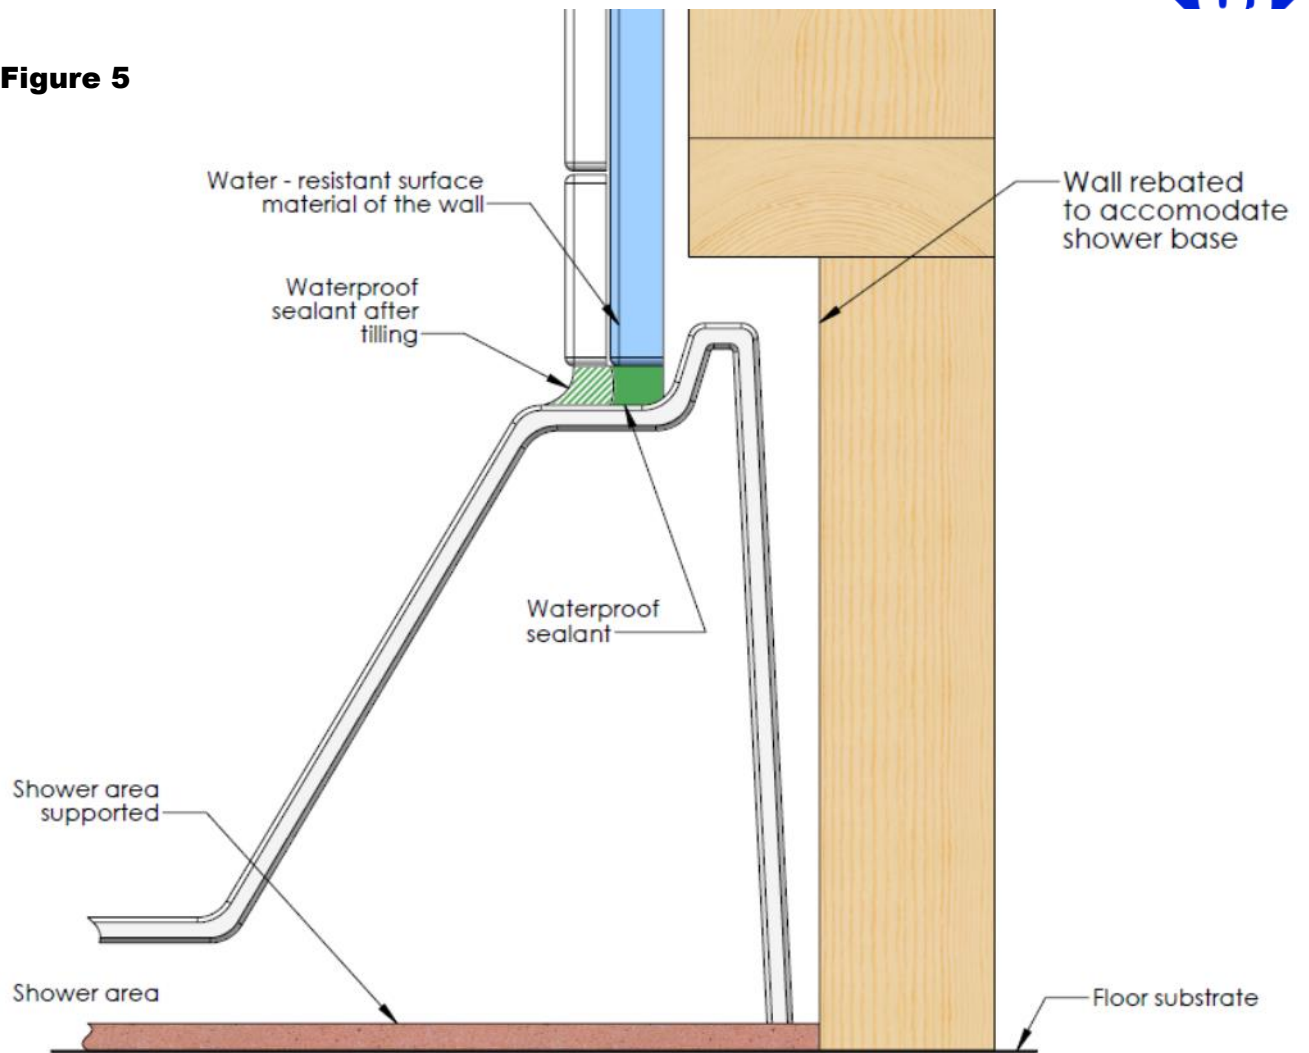 Figure 5
Water - resistant surface
material of the wall
Wall rebated
to accomodate
shower base
Waterproof
sealant after
tilling
Waterproof
sealant
Shower area
supported
Shower area
Floor substrate